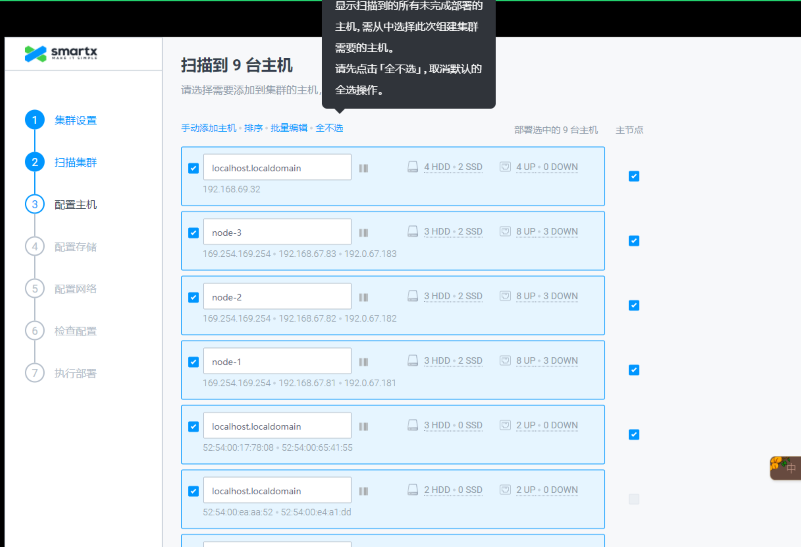 显示扫描到的所有未完成部署的
主机,需从中选择此次组建集群
需要的主机。
请先点击「全不选」,取消默认的
全选操作。
smartx
MAKE IT SIMPLE
扫描到 9 台主机
请选择需要添加到集群的主机,
1 集群设置
2 扫描集群
3 配置主机
4 配置存储
5 配置网络
6 检查配置
7 执行部署
手动添加主机 • 排序 • 批量编辑 • 全不选
部署选中的 9 台主机 主节点
localhost.localdomain 4 HDD • 2 SSD 4 UP • 0 DOWN
192.168.69.32
node-3 3 HDD • 2 SSD 8 UP • 3 DOWN
169.254.169.254 • 192.168.67.83 • 192.0.67.183
node-2 3 HDD • 2 SSD 8 UP • 3 DOWN
169.254.169.254 • 192.168.67.82 • 192.0.67.182
node-1 3 HDD • 2 SSD 8 UP • 3 DOWN
169.254.169.254 • 192.168.67.81 • 192.0.67.181
localhost.localdomain 3 HDD • 0 SSD 2 UP • 0 DOWN
52:54:00:17:78:08 • 52:54:00:65:41:55
localhost.localdomain 2 HDD • 0 SSD 2 UP • 0 DOWN
52:54:00:ea:aa:52 • 52:54:00:e4:a1:dd
中